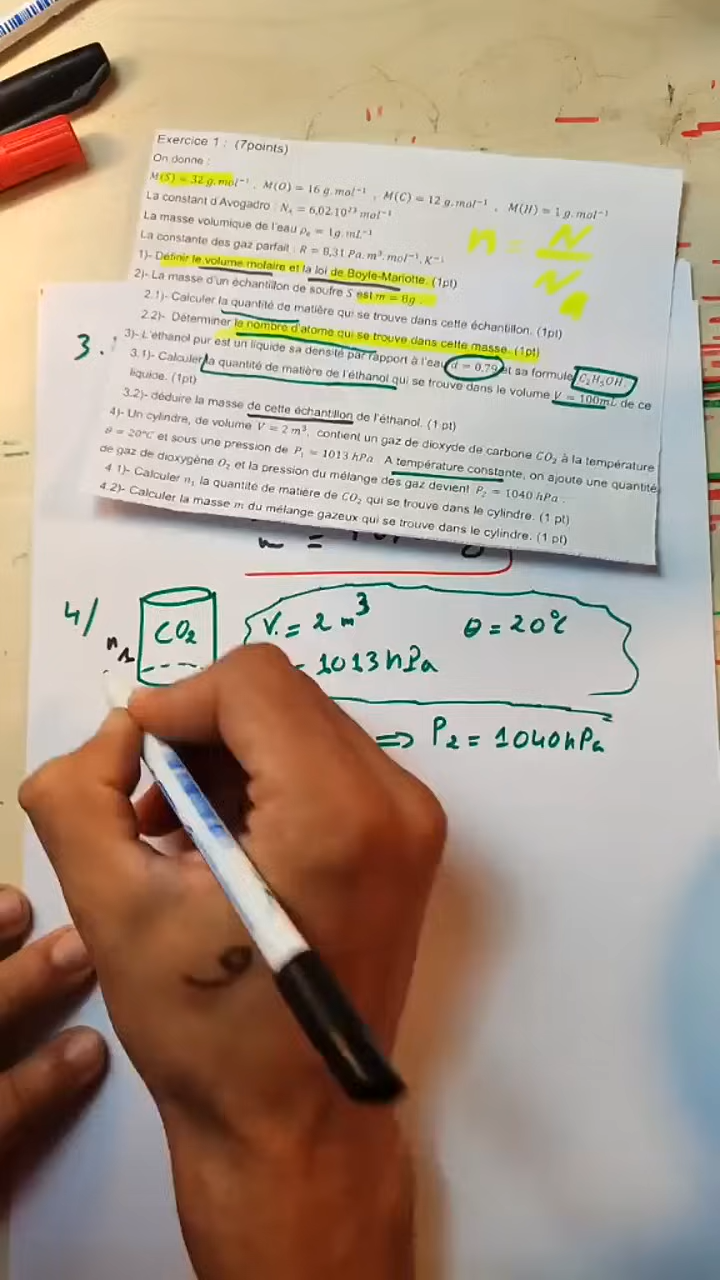 Exercice 1 : (7points)
On donne :
M(S) = 32 g.mol⁻¹ , M(O) = 16 g.mol⁻¹ , M(C) = 12 g.mol⁻¹ , M(H) = 1 g.mol⁻¹
La constant d'Avogadro : N_A = 6,02.10²³ mol⁻¹
La masse volumique de l'eau ρₑ = 1g.mL⁻¹
La constante des gaz parfait : R = 8,31 Pa.m³.mol⁻¹.K⁻¹
1)- Définir le volume molaire et la loi de Boyle-Mariotte. (1pt)
2)- La masse d'un échantillon de soufre S est m = 8g .
2.1)- Calculer la quantité de matière qui se trouve dans cette échantillon. (1pt)
2.2)- Déterminer le nombre d'atome qui se trouve dans cette masse. (1pt)
3)- L'éthanol pur est un liquide sa densité par rapport à l'eau d = 0,79 et sa formule C₂H₅OH.
3.1)- Calculer la quantité de matière de l'éthanol qui se trouve dans le volume V = 100mL de ce
liquide. (1pt)
3.2)- déduire la masse de cette échantillon de l'éthanol. (1 pt)
4)- Un cylindre, de volume V = 2 m³, contient un gaz de dioxyde de carbone CO₂ à la température
θ = 20°C et sous une pression de P₁ = 1013 hPa . A température constante, on ajoute une quantité
de gaz de dioxygène O₂ et la pression du mélange des gaz devient P₂ = 1040 hPa .
4.1)- Calculer n₁ la quantité de matière de CO₂ qui se trouve dans le cylindre. (1 pt)
4.2)- Calculer la masse m du mélange gazeux qui se trouve dans le cylindre. (1 pt)
n = N / N_A
3.
4/ CO₂ V = 2 m³ θ = 20°C
n₁ = 1013 hPa
⇒ P₂ = 1040 hPa